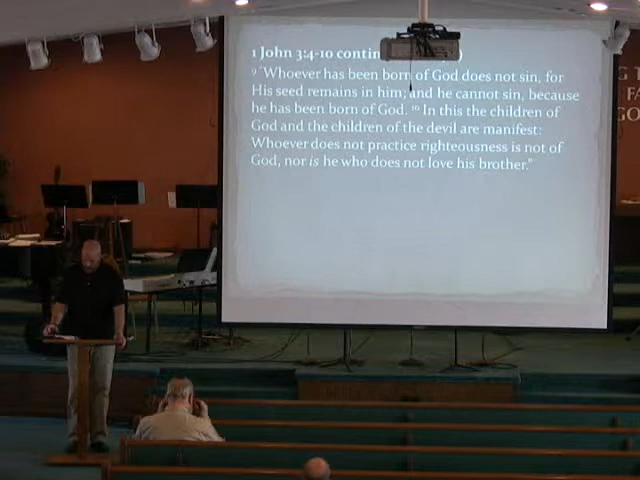 1 John 3:4-10 contin
⁹ "Whoever has been born of God does not sin, for
His seed remains in him; and he cannot sin, because
he has been born of God. ¹⁰ In this the children of
God and the children of the devil are manifest:
Whoever does not practice righteousness is not of
God, nor is he who does not love his brother."
G T
FA
GO